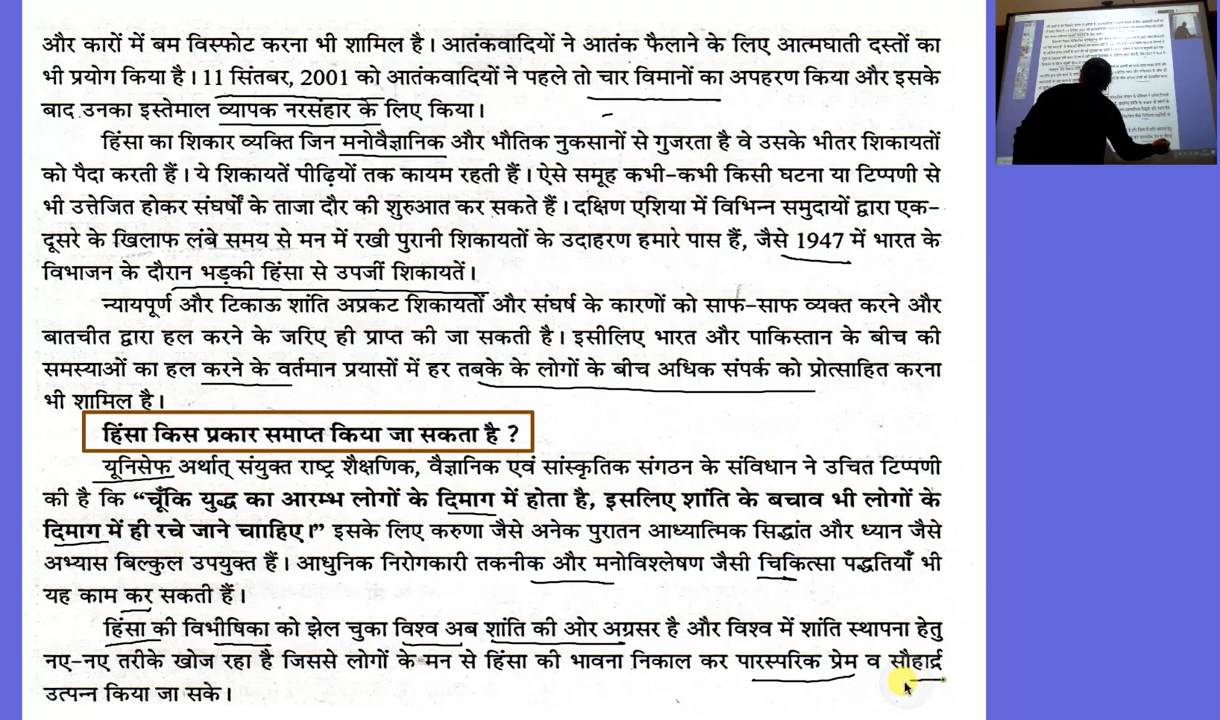 और कारों में बम विस्फोट करना भी शामिल है। आतंकवादियों ने आतंक फैलाने के लिए आत्मघाती दस्तों का
भी प्रयोग किया है। 11 सिंतबर, 2001 को आतंकवादियों ने पहले तो चार विमानों का अपहरण किया और इसके
बाद उनका इस्तेमाल व्यापक नरसंहार के लिए किया।
हिंसा का शिकार व्यक्ति जिन मनोवैज्ञानिक और भौतिक नुकसानों से गुजरता है वे उसके भीतर शिकायतों
को पैदा करती हैं। ये शिकायतें पीढ़ियों तक कायम रहती हैं। ऐसे समूह कभी-कभी किसी घटना या टिप्पणी से
भी उत्तेजित होकर संघर्षो के ताजा दौर की शुरुआत कर सकते हैं। दक्षिण एशिया में विभिन्न समुदायों द्वारा एक-
दूसरे के खिलाफ लंबे समय से मन में रखी पुरानी शिकायतों के उदाहरण हमारे पास हैं, जैसे 1947 में भारत के
विभाजन के दौरान भड़की हिंसा से उपजीं शिकायतें।
न्यायपूर्ण और टिकाऊ शांति अप्रकट शिकायतों और संघर्ष के कारणों को साफ-साफ व्यक्त करने और
बातचीत द्वारा हल करने के जरिए ही प्राप्त की जा सकती है। इसीलिए भारत और पाकिस्तान के बीच की
समस्याओं का हल करने के वर्तमान प्रयासों में हर तबके के लोगों के बीच अधिक संपर्क को प्रोत्साहित करना
भी शामिल है।
हिंसा किस प्रकार समाप्त किया जा सकता है ?
यूनिसेफ अर्थात् संयुक्त राष्ट्र शैक्षणिक, वैज्ञानिक एवं सांस्कृतिक संगठन के संविधान ने उचित टिप्पणी
की है कि “चूँकि युद्ध का आरम्भ लोगों के दिमाग में होता है, इसलिए शांति के बचाव भी लोगों के
दिमाग में ही रचे जाने चााहिए।” इसके लिए करुणा जैसे अनेक पुरातन आध्यात्मिक सिद्धांत और ध्यान जैसे
अभ्यास बिल्कुल उपयुक्त हैं। आधुनिक निरोगकारी तकनीक और मनोविश्लेषण जैसी चिकित्सा पद्धतियाँ भी
यह काम कर सकती हैं।
हिंसा की विभीषिका को झेल चुका विश्व अब शांति की ओर अग्रसर है और विश्व में शांति स्थापना हेतु
नए-नए तरीके खोज रहा है जिससे लोगों के मन से हिंसा की भावना निकाल कर पारस्परिक प्रेम व सौहार्द्र
उत्पन्न किया जा सके।